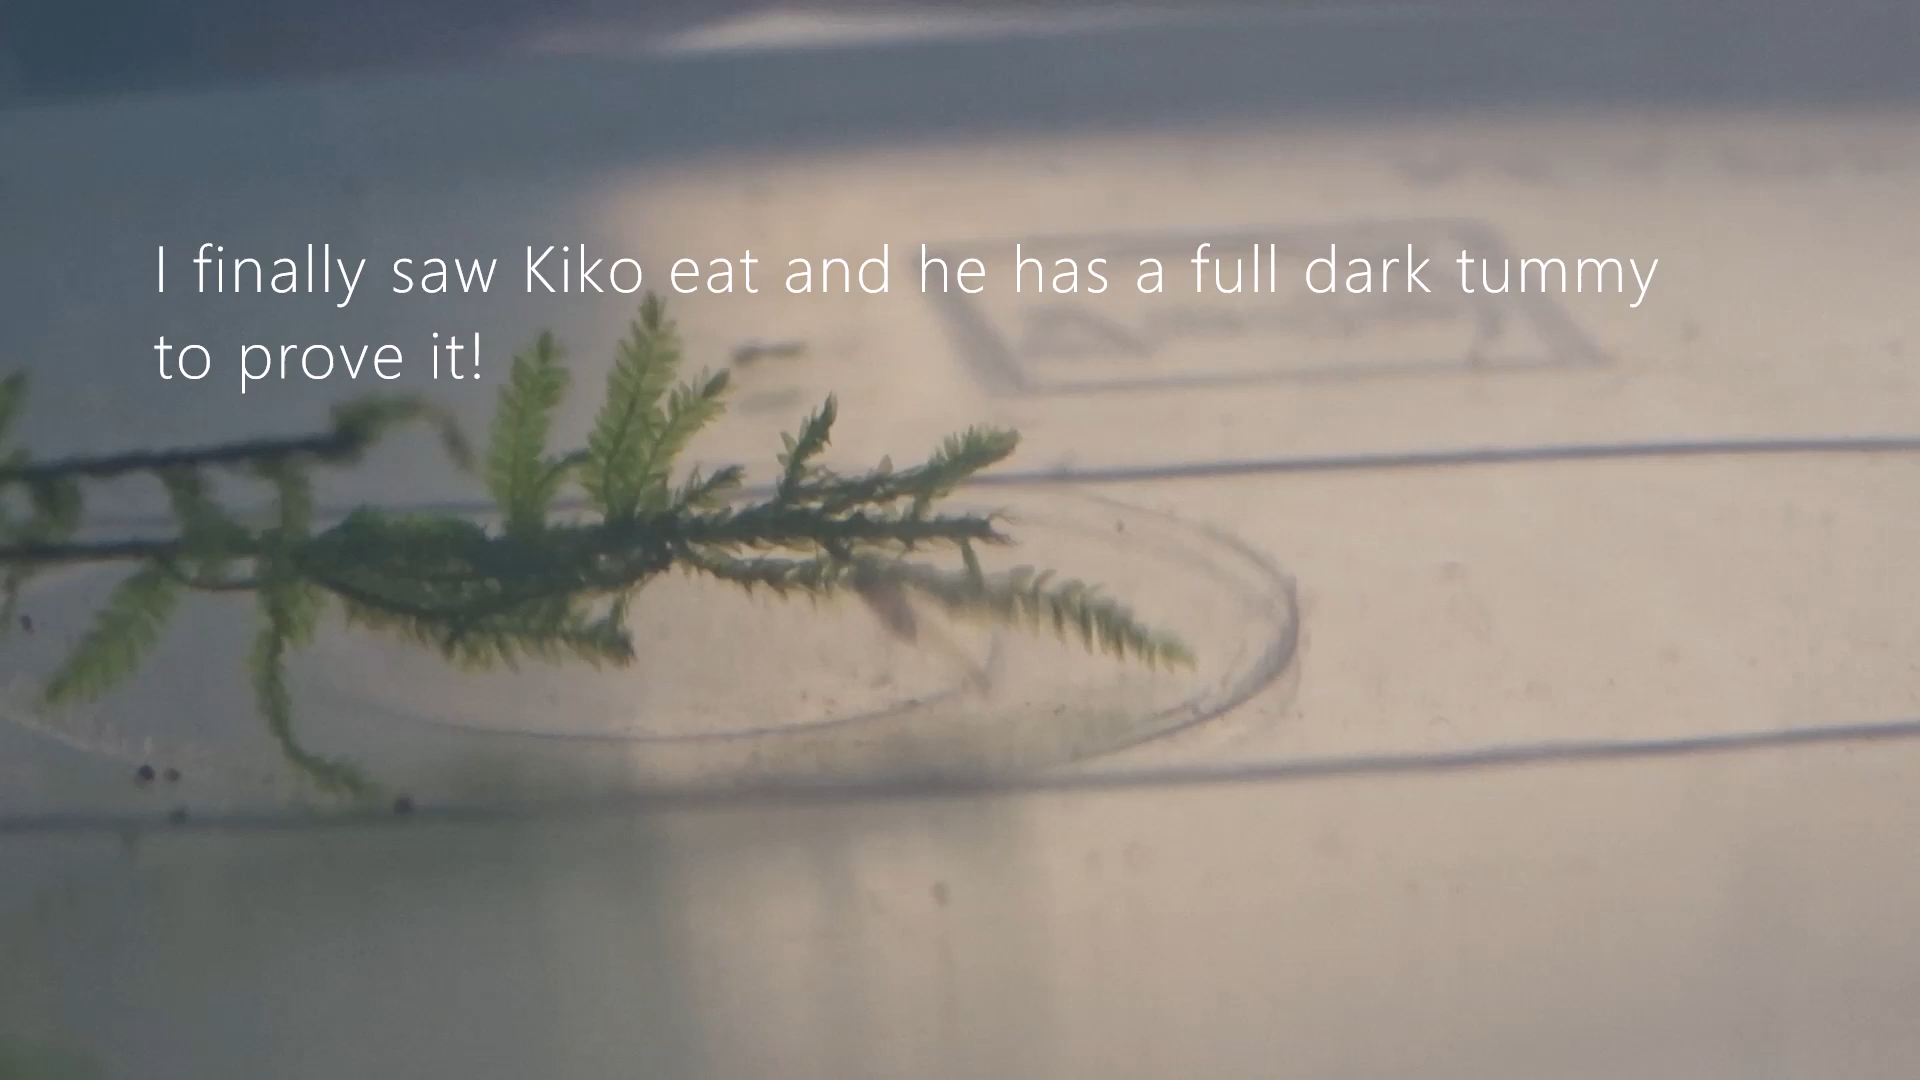 I finally saw Kiko eat and he has a full dark tummy
to prove it!